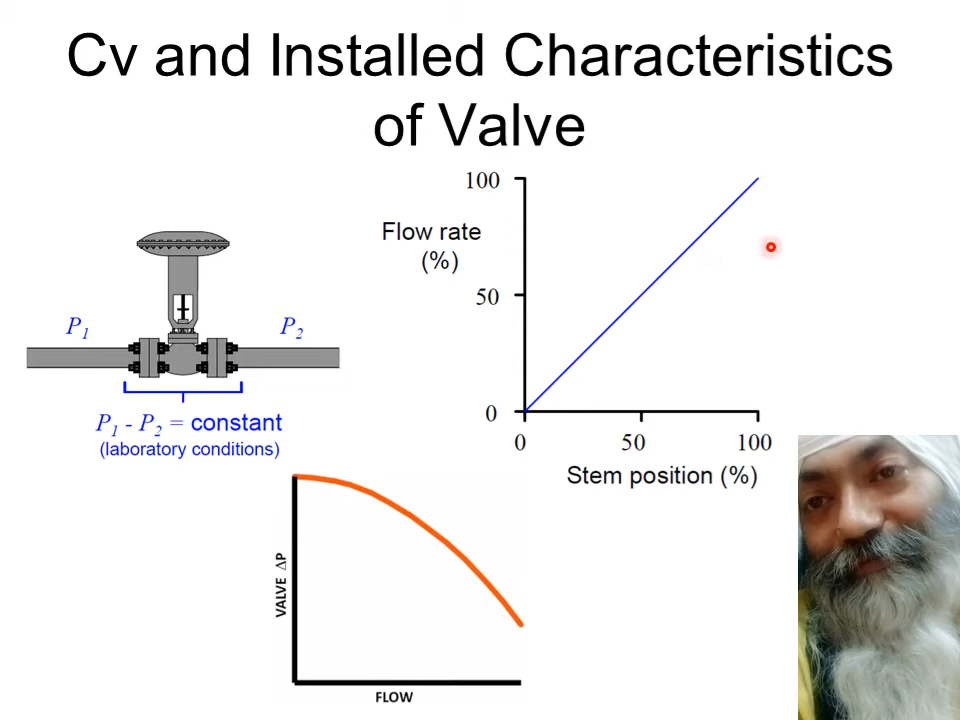 Cv and Installed Characteristics
of Valve
100
Flow rate
(%)
50
0
0 50 100
Stem position (%)
P1 P2
P1 - P2 = constant
(laboratory conditions)
VALVE ΔP
FLOW